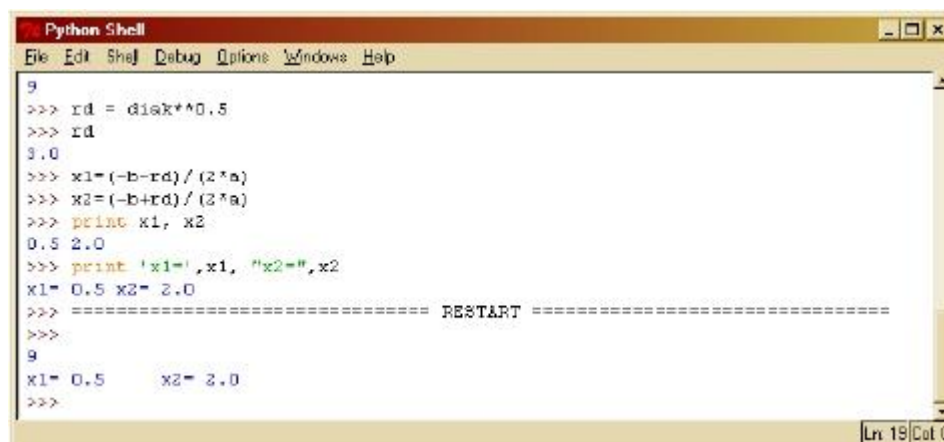 Python Shell
File Edit Shell Debug Options Windows Help
9
>>> rd = disk**0.5
>>> rd
3.0
>>> x1=(-b-rd)/(2*a)
>>> x2=(-b+rd)/(2*a)
>>> print x1, x2
0.5 2.0
>>> print 'x1=',x1, "x2=",x2
x1= 0.5 x2= 2.0
>>> ================================ RESTART ================================
>>>
9
x1= 0.5     x2= 2.0
>>>
Ln: 19 Col: